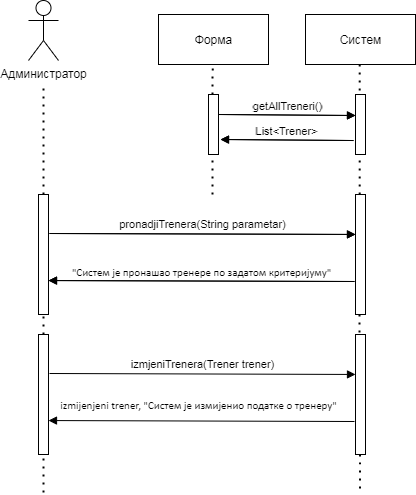 Форма
Систем
Администратор
getAllTreneri()
List<Trener>
pronadjiTrenera(String parametar)
"Систем је пронашао тренере по задатом критеријуму"
izmjeniTrenera(Trener trener)
izmijenjeni trener, "Систем је измијенио податке о тренеру"